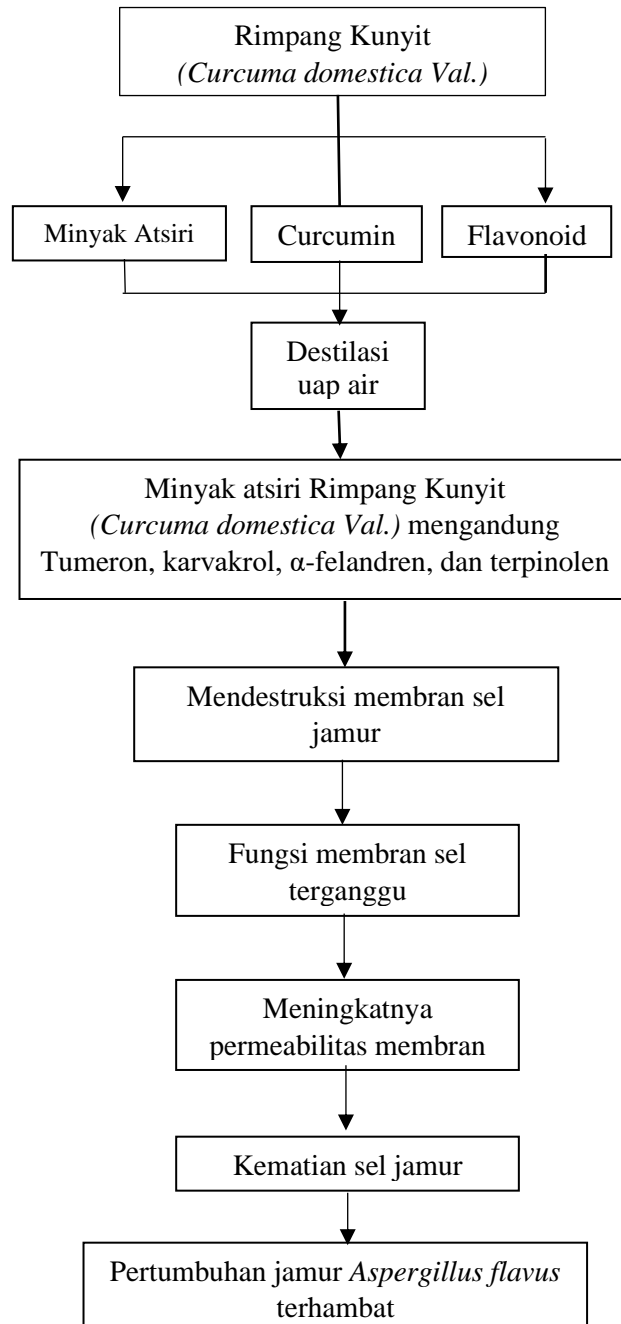 Rimpang Kunyit
(Curcuma domestica Val.)
Minyak Atsiri
Curcumin
Flavonoid
Destilasi
uap air
Minyak atsiri Rimpang Kunyit
(Curcuma domestica Val.) mengandung
Tumeron, karvakrol, α-felandren, dan terpinolen
Mendestruksi membran sel
jamur
Fungsi membran sel
terganggu
Meningkatnya
permeabilitas membran
Kematian sel jamur
Pertumbuhan jamur Aspergillus flavus
terhambat